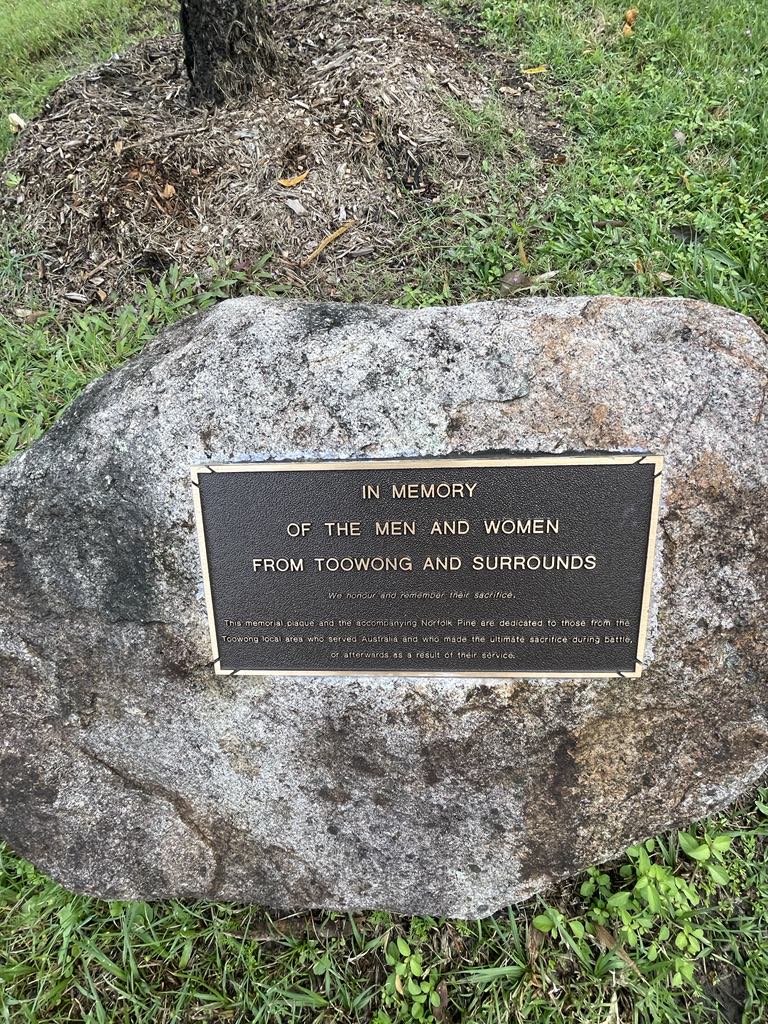 IN MEMORY
OF THE MEN AND WOMEN
FROM TOOWONG AND SURROUNDS
We honour and remember their sacrifice.
This memorial plaque and the accompanying Norfolk Pine are dedicated to those from the
Toowong local area who served Australia and who made the ultimate sacrifice during battle,
or afterwards as a result of their service.